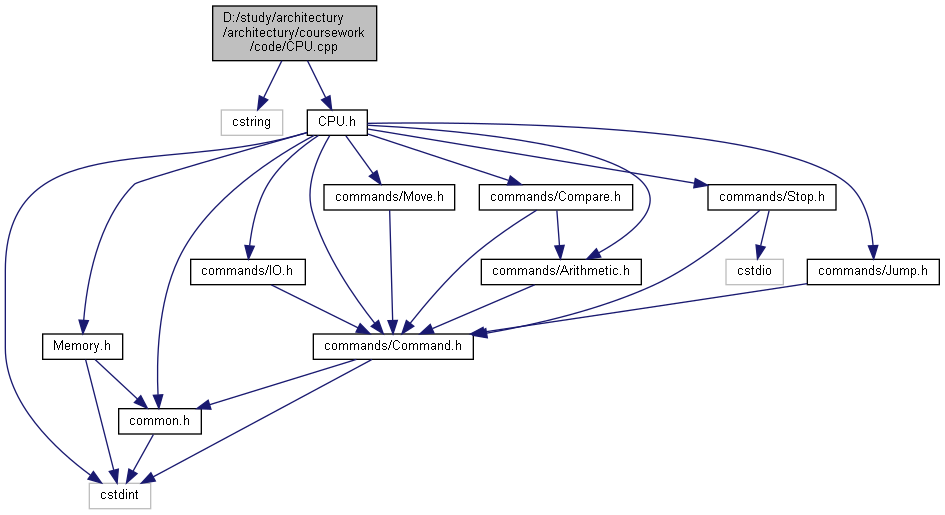 D:/study/architectury
/architectury/coursework
/code/CPU.cpp
cstring
CPU.h
commands/Move.h
commands/Compare.h
commands/Stop.h
commands/IO.h
commands/Arithmetic.h
cstdio
commands/Jump.h
Memory.h
commands/Command.h
common.h
cstdint